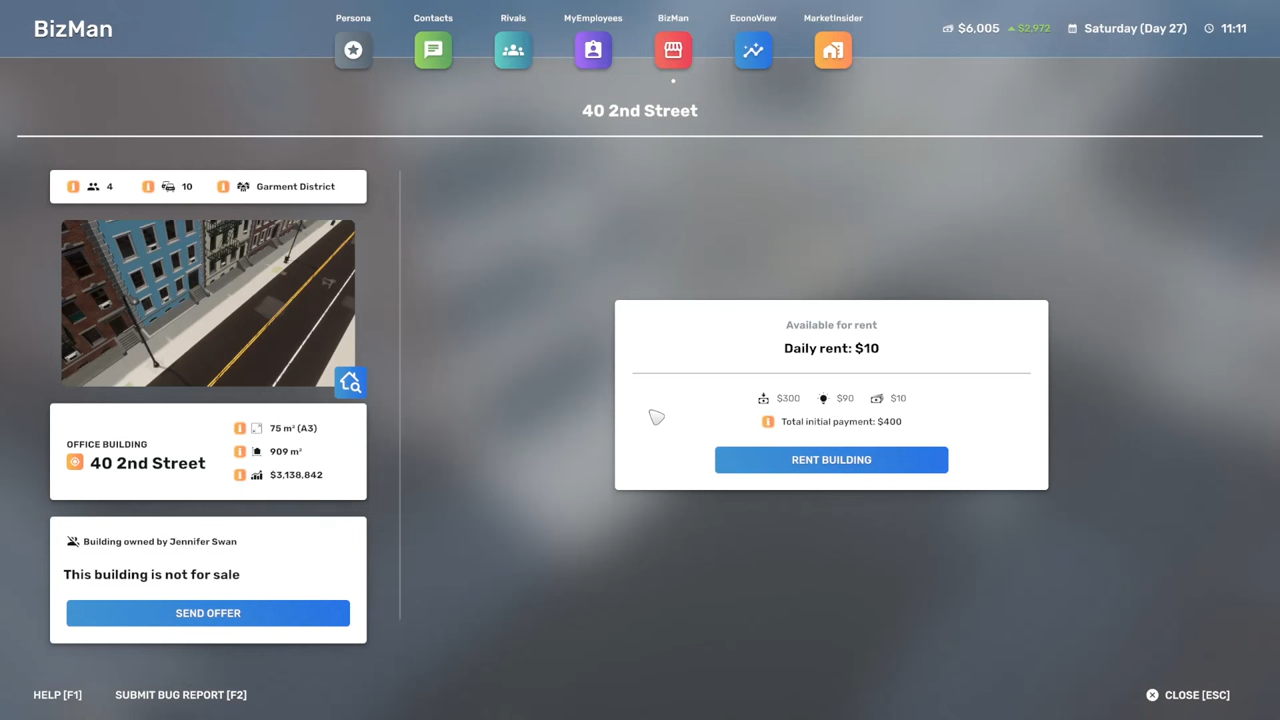 BizMan
Persona
Contacts
Rivals
MyEmployees
BizMan
EconoView
MarketInsider
$6,005
$2,972
Saturday (Day 27)
11:11
40 2nd Street
4
10
Garment District
OFFICE BUILDING
40 2nd Street
75 m² (A3)
909 m²
$3,138,842
Building owned by Jennifer Swan
This building is not for sale
SEND OFFER
Available for rent
Daily rent: $10
$300
$90
$10
Total initial payment: $400
RENT BUILDING
HELP [F1]
SUBMIT BUG REPORT [F2]
CLOSE [ESC]